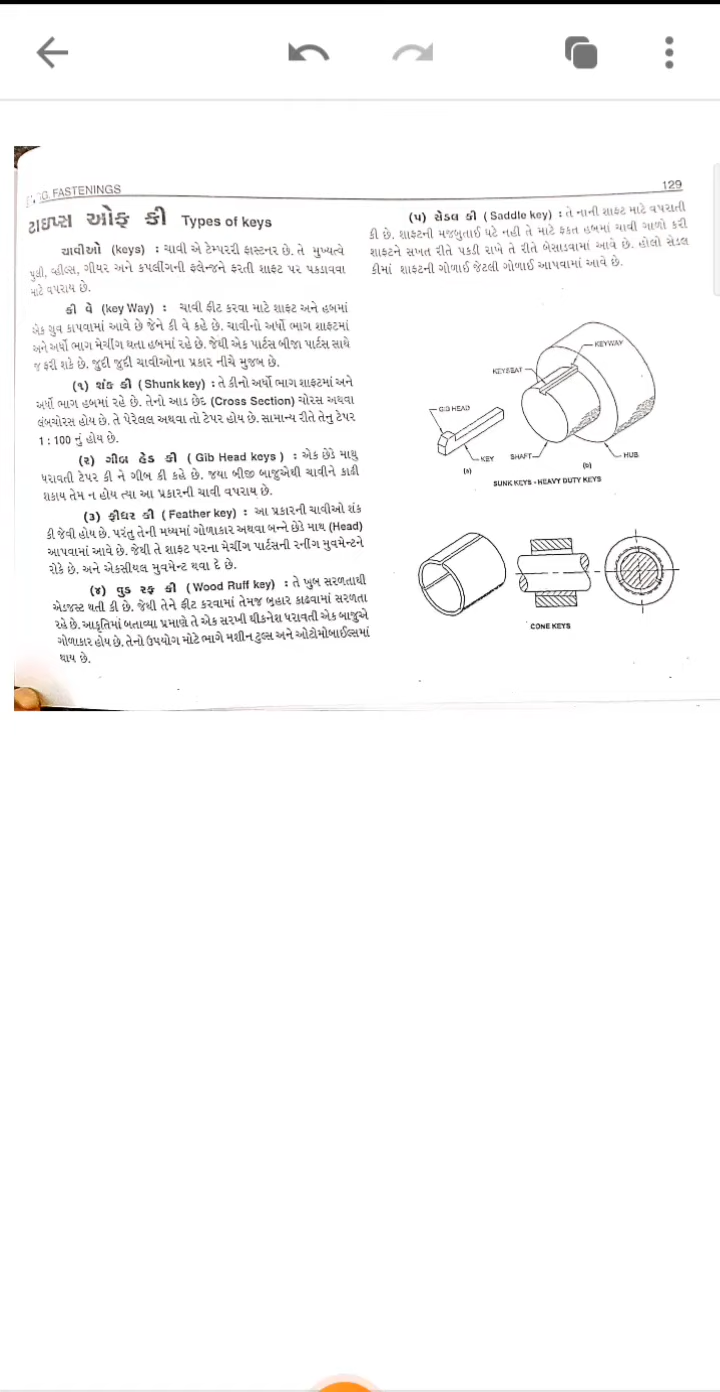 FASTENINGS
129
ટાઇપ્સ ઓફ કી Types of keys
ચાવીઓ (keys) : ચાવી એ ટેમ્પરરી ફાસ્ટનર છે. તે મુખ્યત્વે
પુલી, વ્હીલ્સ, ગીયર અને કપલીંગની ફ્લેન્જને ફરતી શાફ્ટ પર પકડાવવા
માટે વપરાય છે.
કી વે (key Way) : ચાવી ફીટ કરવા માટે શાફ્ટ અને હબમાં
એક ગ્રુવ કાપવામાં આવે છે જેને કી વે કહે છે. ચાવીનો અર્ધો ભાગ શાફ્ટમાં
અને અર્ધો ભાગ મેચીંગ થતા હબમાં રહે છે. જેથી એક પાર્ટસ બીજા પાર્ટસ સાથે
જ ફરી શકે છે. જુદી જુદી ચાવીઓના પ્રકાર નીચે મુજબ છે.
(૧) શંક કી (Shunk key) : તે કીનો અર્ધો ભાગ શાફ્ટમાં અને
અર્ધો ભાગ હબમાં રહે છે. તેનો આડ છેદ (Cross Section) ચોરસ અથવા
લંબચોરસ હોય છે. તે પેરેલલ અથવા તો ટેપર હોય છે. સામાન્ય રીતે તેનુ ટેપર
1 : 100 નું હોય છે.
(૨) ગીબ હેડ કી ( Gib Head keys ) : એક છેડે માથુ
ધરાવતી ટેપર કી ને ગીબ કી કહે છે. જયા બીજી બાજુએથી ચાવીને કાઢી
શકાય તેમ ન હોય ત્યા આ પ્રકારની ચાવી વપરાય છે.
(૩) ફીધર કી ( Feather key) : આ પ્રકારની ચાવીઓ શંક
કી જેવી હોય છે. પરંતુ તેની મધ્યમાં ગોળાકાર અથવા બન્ને છેડે માથ (Head)
આપવામાં આવે છે. જેથી તે શાફ્ટ પરના મેચીંગ પાર્ટસની રનીંગ મુવમેન્ટને
રોકે છે. અને એક્સીયલ મુવમેન્ટ થવા દે છે.
(૪) વુડ રફ કી (Wood Ruff key) : તે ખુબ સરળતાથી
એડજસ્ટ થતી કી છે. જેથી તેને ફીટ કરવામાં તેમજ બહાર કાઢવામાં સરળતા
રહે છે. આકૃતિમાં બતાવ્યા પ્રમાણે તે એક સરખી થીકનેશ ધરાવતી એક બાજુએ
ગોળાકાર હોય છે. તેનો ઉપયોગ મોટે ભાગે મશીન ટુલ્સ અને ઓટોમોબાઈલ્સમાં
થાય છે.
(૫) સેડલ કી ( Saddle key) : તે નાની શાફ્ટ માટે વપરાતી
કી છે. શાફ્ટની મજબુતાઈ ઘટે નહી તે માટે ફક્ત હબમાં ચાવી ગાળો કરી
શાફ્ટને સખત રીતે પકડી રાખે તે રીતે બેસાડવામાં આવે છે. હોલો સેડલ
કીમાં શાફ્ટની ગોળાઈ જેટલી ગોળાઈ આપવામાં આવે છે.
KEYWAY
KEYSEAT
GIB HEAD
KEY
SHAFT
HUB
(a)
(b)
SUNK KEYS - HEAVY DUTY KEYS
CONE KEYS